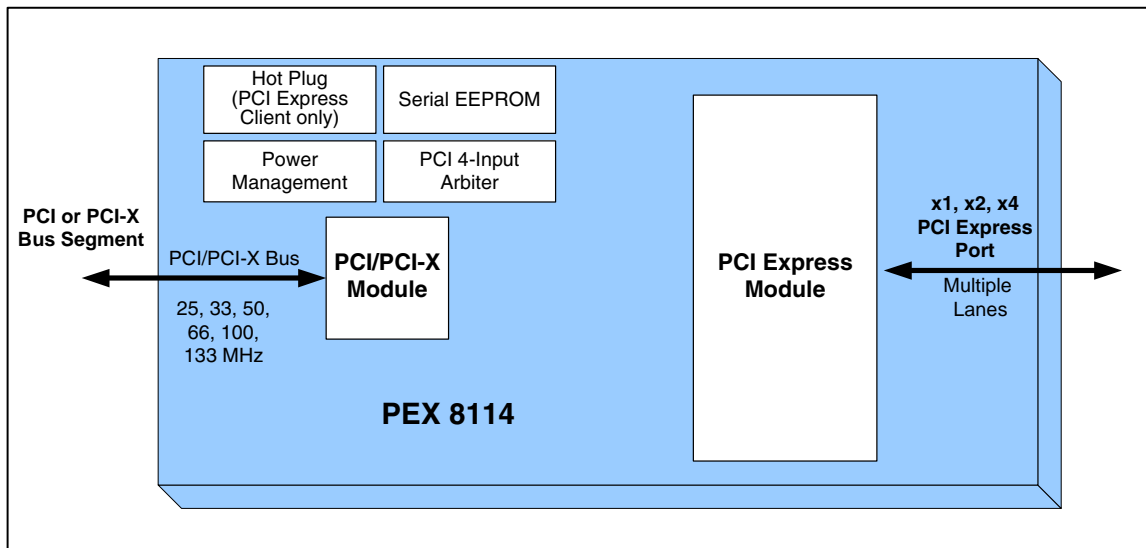 Hot Plug
(PCI Express
Client only)
Serial EEPROM
Power
Management
PCI 4-Input
Arbiter
PCI or PCI-X
Bus Segment
PCI/PCI-X Bus
25, 33, 50,
66, 100,
133 MHz
PCI/PCI-X
Module
PCI Express
Module
x1, x2, x4
PCI Express
Port
Multiple
Lanes
PEX 8114